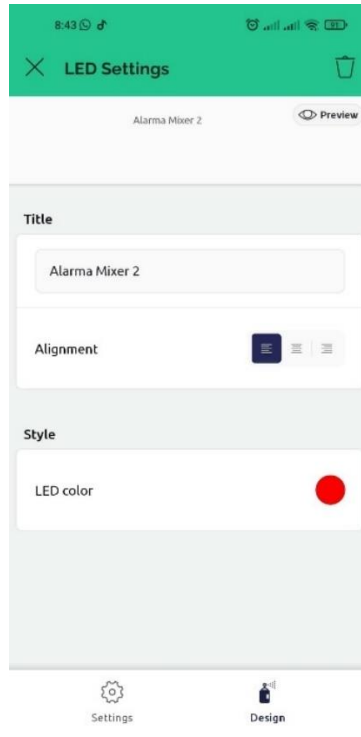 8:43
LED Settings
Alarma Mixer 2
Preview
Title
Alarma Mixer 2
Alignment
Style
LED color
Settings
Design